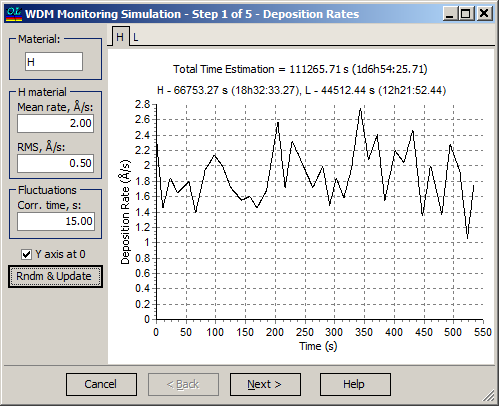 OL WDM Monitoring Simulation - Step 1 of 5 - Deposition Rates
Material:
H
H material
Mean rate, Å/s:
2.00
RMS, Å/s:
0.50
Fluctuations
Corr. time, s:
15.00
Y axis at 0
Rndm & Update
H L
Total Time Estimation = 111265.71 s (1d6h54:25.71)
H - 66753.27 s (18h32:33.27), L - 44512.44 s (12h21:52.44)
Deposition Rate (Å/s)
2.8
2.6
2.4
2.2
2
1.8
1.6
1.4
1.2
1
0.8
0.6
0.4
0.2
0
0 50 100 150 200 250 300 350 400 450 500 550
Time (s)
Cancel < Back Next > Help